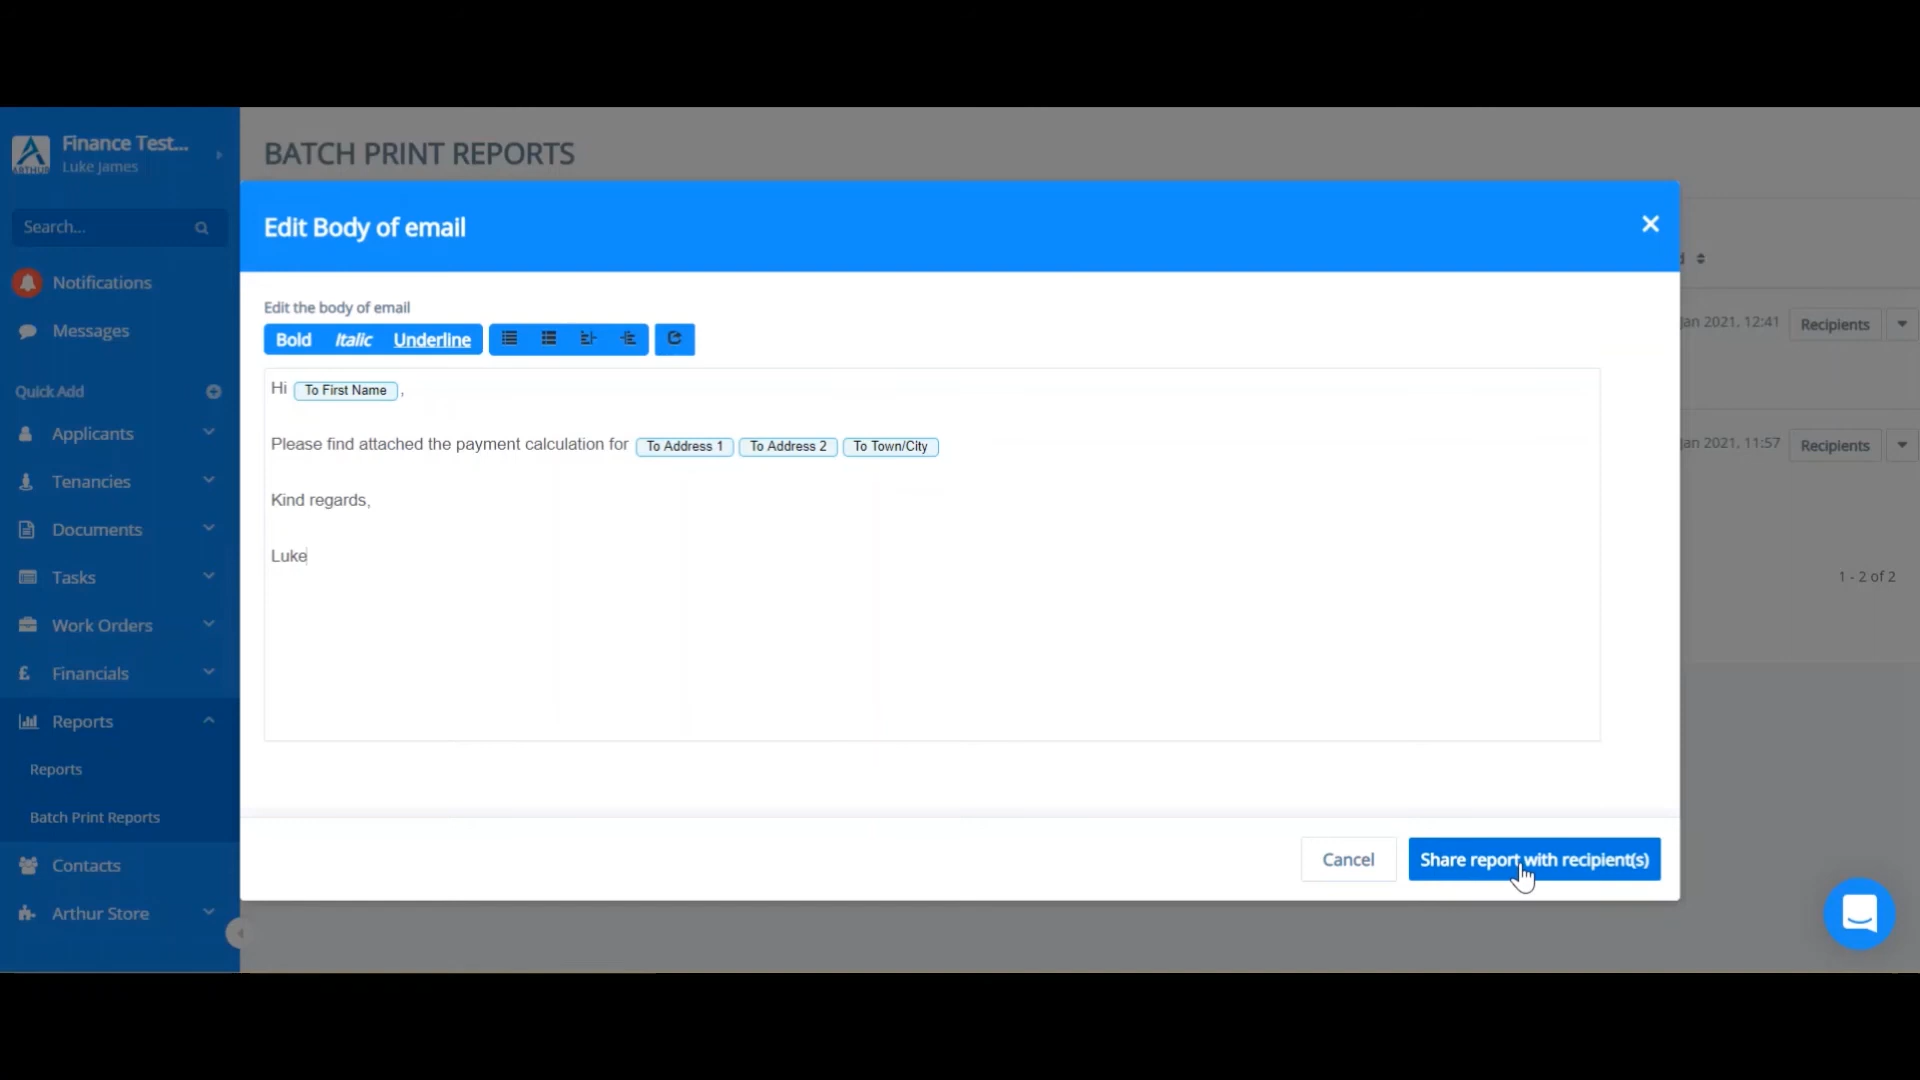 Finance Test...
Luke James
ARTHUR
Search...
Notifications
Messages
Quick Add
Applicants
Tenancies
Documents
Tasks
Work Orders
£ Financials
Reports
Reports
Batch Print Reports
Contacts
Arthur Store
BATCH PRINT REPORTS
Edit Body of email
Edit the body of email
Bold Italic Underline
Hi To First Name ,
Please find attached the payment calculation for To Address 1 To Address 2 To Town/City
Kind regards,
Luke
Cancel Share report with recipient(s)
Jan 2021, 12:41 Recipients
Jan 2021, 11:57 Recipients
1 - 2 of 2